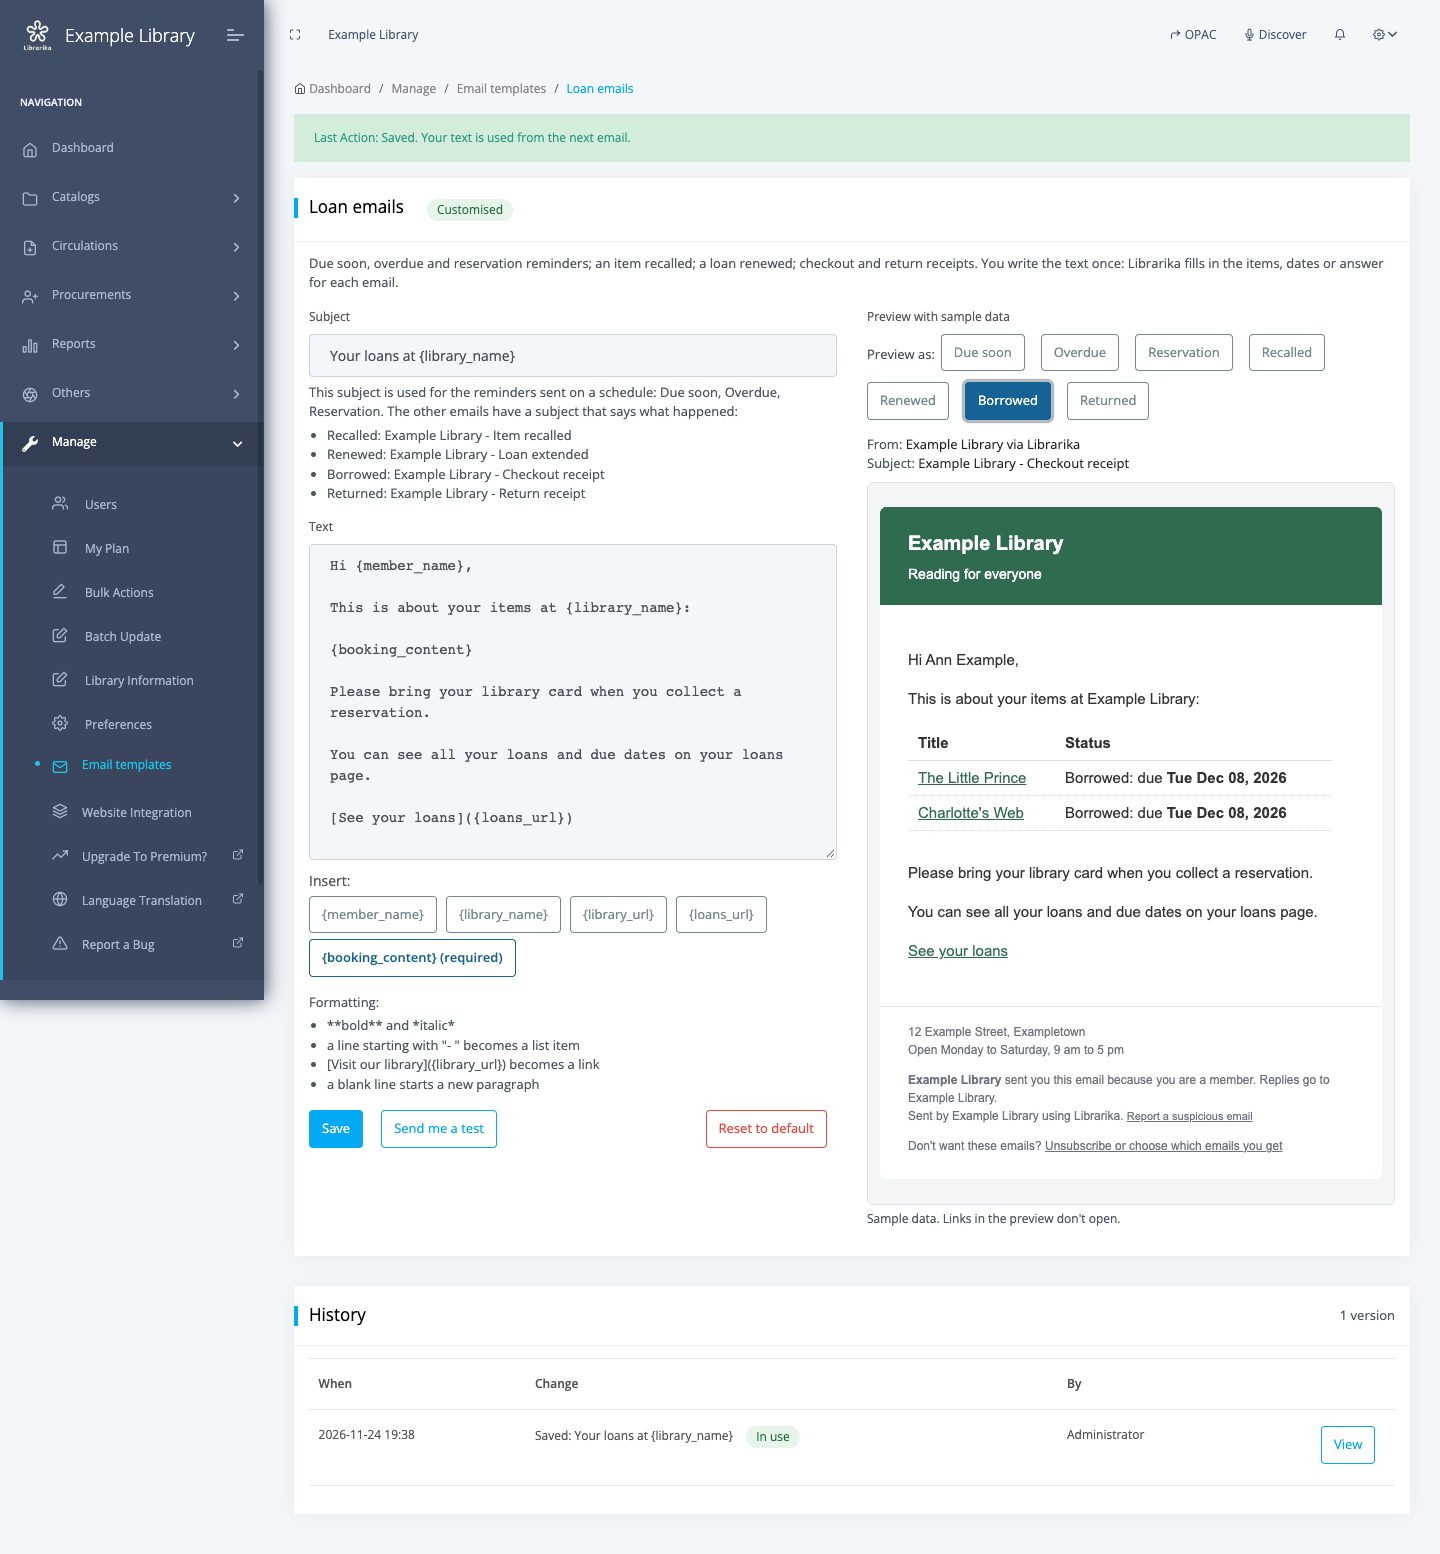 Librarika
Example Library
Example Library
OPAC
Discover
NAVIGATION
Dashboard
Catalogs
Circulations
Procurements
Reports
Others
Manage
Users
My Plan
Bulk Actions
Batch Update
Library Information
Preferences
Email templates
Website Integration
Upgrade To Premium?
Language Translation
Report a Bug
Dashboard / Manage / Email templates / Loan emails
Last Action: Saved. Your text is used from the next email.
Loan emails Customised
Due soon, overdue and reservation reminders; an item recalled; a loan renewed; checkout and return receipts. You write the text once: Librarika fills in the items, dates or answer
for each email.
Subject
Your loans at {library_name}
This subject is used for the reminders sent on a schedule: Due soon, Overdue,
Reservation. The other emails have a subject that says what happened:
Recalled: Example Library - Item recalled
Renewed: Example Library - Loan extended
Borrowed: Example Library - Checkout receipt
Returned: Example Library - Return receipt
Text
Hi {member_name},
This is about your items at {library_name}:
{booking_content}
Please bring your library card when you collect a
reservation.
You can see all your loans and due dates on your loans
page.
[See your loans]({loans_url})
Insert:
{member_name} {library_name} {library_url} {loans_url}
{booking_content} (required)
Formatting:
**bold** and *italic*
a line starting with "- " becomes a list item
[Visit our library]({library_url}) becomes a link
a blank line starts a new paragraph
Save Send me a test Reset to default
Preview with sample data
Preview as: Due soon Overdue Reservation Recalled
Renewed Borrowed Returned
From: Example Library via Librarika
Subject: Example Library - Checkout receipt
Example Library
Reading for everyone
Hi Ann Example,
This is about your items at Example Library:
Title Status
The Little Prince Borrowed: due Tue Dec 08, 2026
Charlotte's Web Borrowed: due Tue Dec 08, 2026
Please bring your library card when you collect a reservation.
You can see all your loans and due dates on your loans page.
See your loans
12 Example Street, Exampletown
Open Monday to Saturday, 9 am to 5 pm
Example Library sent you this email because you are a member. Replies go to
Example Library.
Sent by Example Library using Librarika. Report a suspicious email
Don't want these emails? Unsubscribe or choose which emails you get
Sample data. Links in the preview don't open.
History 1 version
When Change By
2026-11-24 19:38 Saved: Your loans at {library_name} In use Administrator View